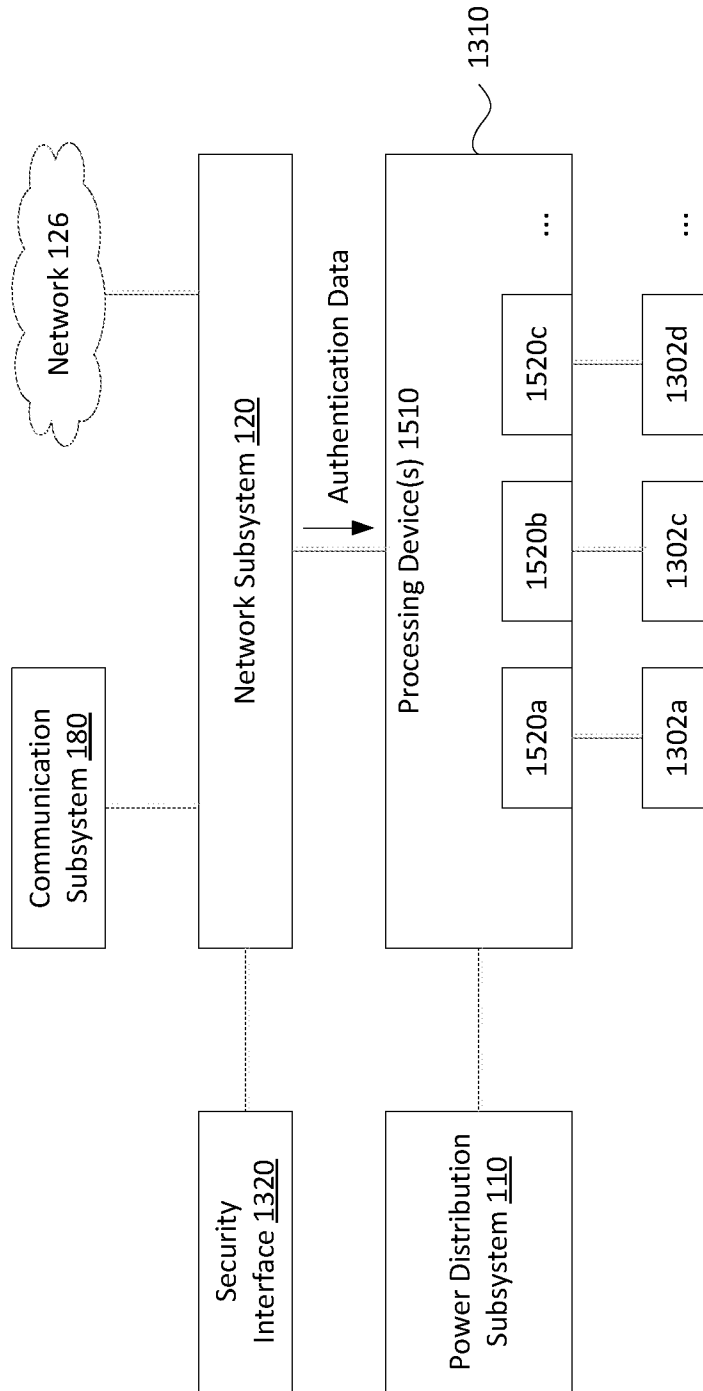 Communication
Subsystem 180
Network 126
Security
Interface 1320
Network Subsystem 120
Authentication Data
Power Distribution
Subsystem 110
Processing Device(s) 1510
1310
1520a
1520b
1520c
...
1302a
1302c
1302d
...